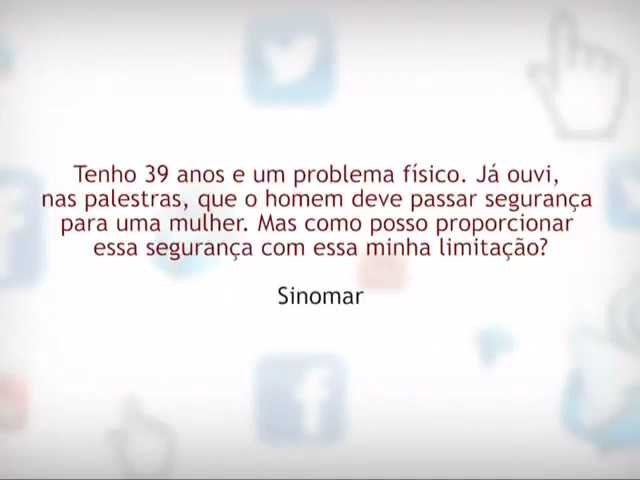 Tenho 39 anos e um problema físico. Já ouvi,
nas palestras, que o homem deve passar segurança
para uma mulher. Mas como posso proporcionar
essa segurança com essa minha limitação?
Sinomar